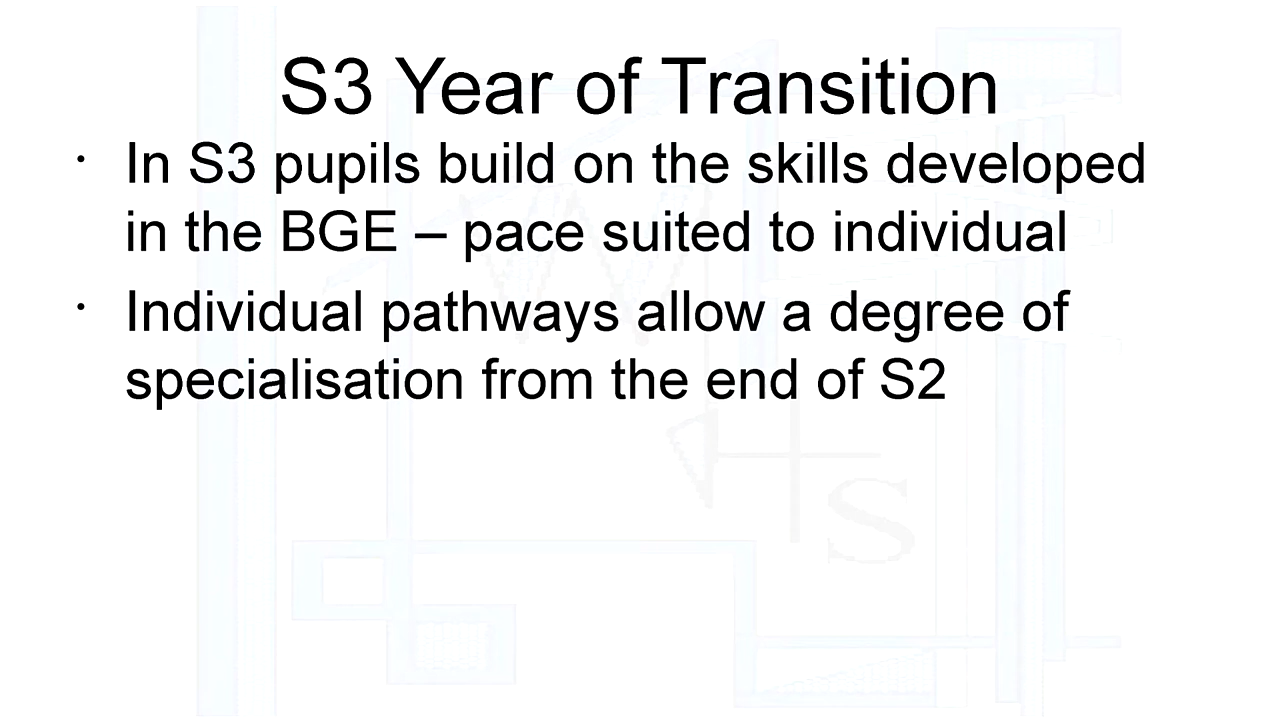 S3 Year of Transition
• In S3 pupils build on the skills developed
in the BGE – pace suited to individual
• Individual pathways allow a degree of
specialisation from the end of S2
W
S